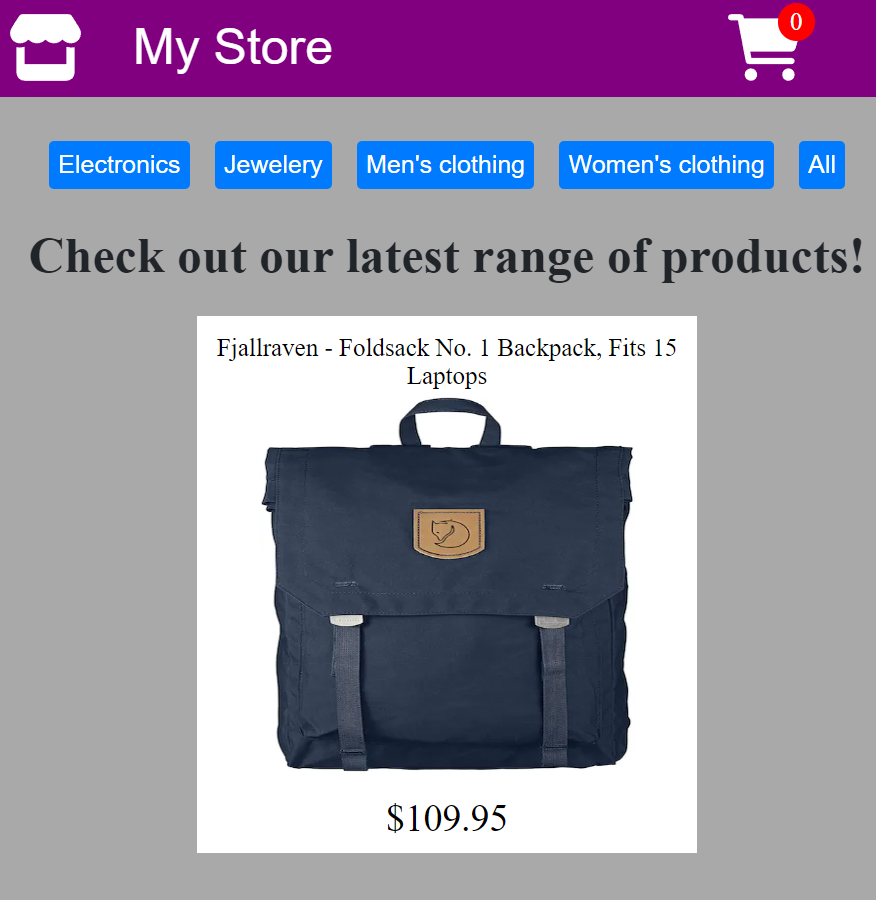 My Store
0
Electronics
Jewelery
Men's clothing
Women's clothing
All
Check out our latest range of products!
Fjallraven - Foldsack No. 1 Backpack, Fits 15
Laptops
$109.95